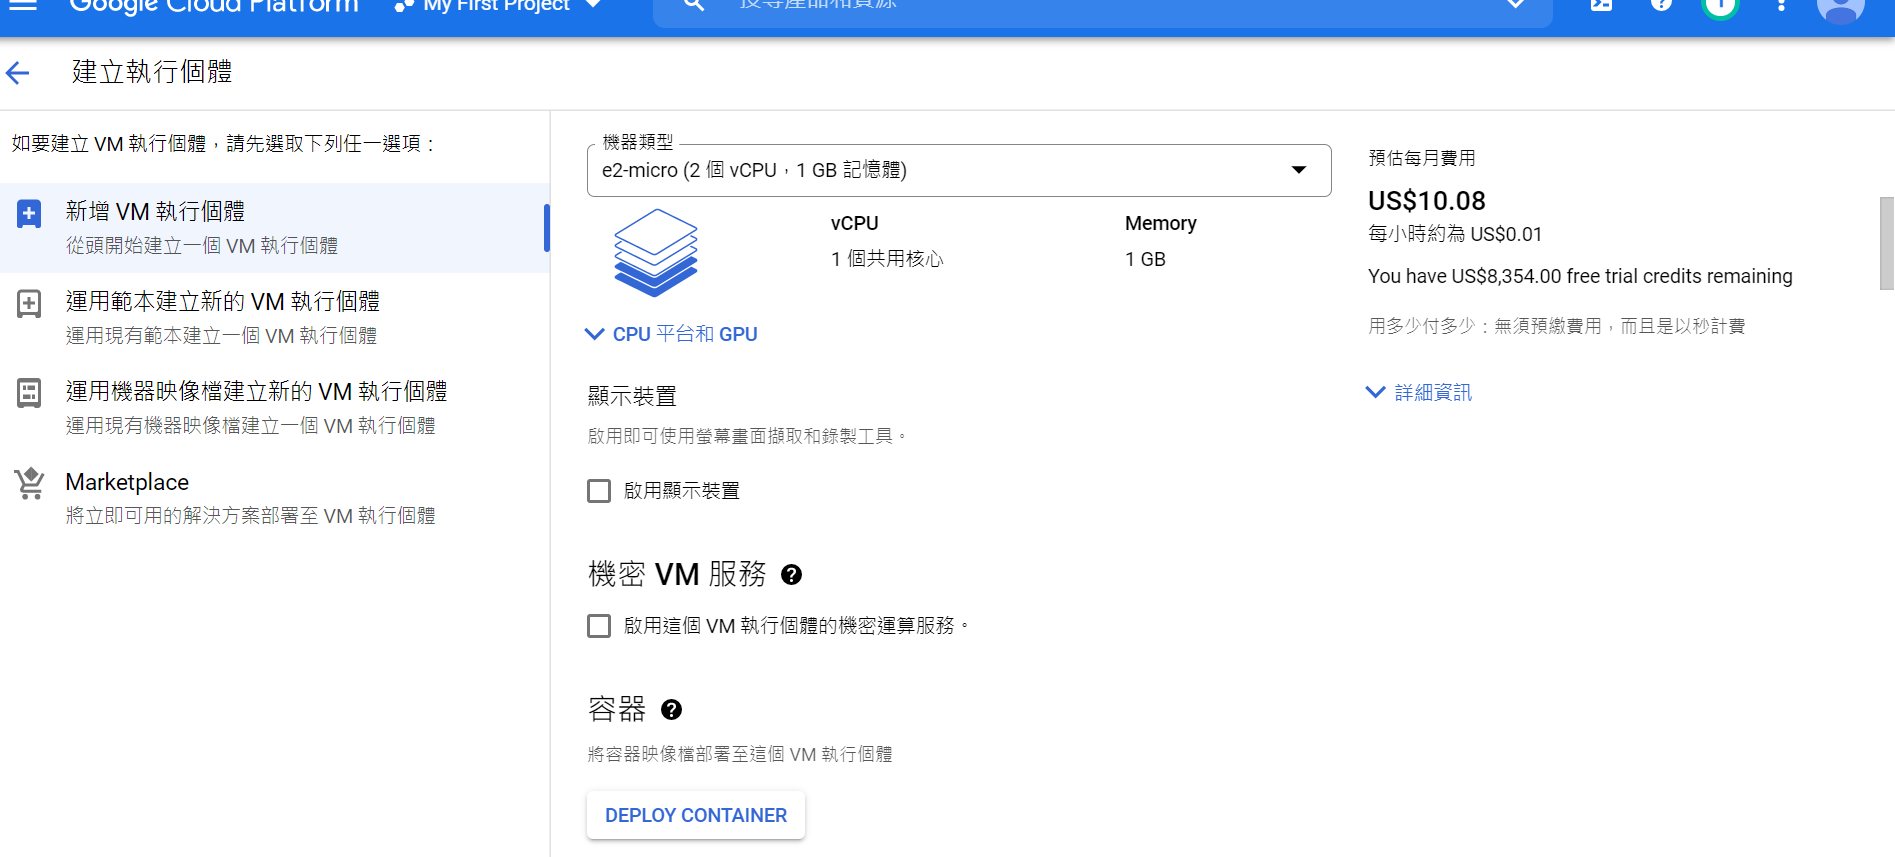 Google Cloud Platform
My First Project
搜尋產品和資源
建立執行個體
如要建立 VM 執行個體，請先選取下列任一選項：
新增 VM 執行個體
從頭開始建立一個 VM 執行個體
運用範本建立新的 VM 執行個體
運用現有範本建立一個 VM 執行個體
運用機器映像檔建立新的 VM 執行個體
運用現有機器映像檔建立一個 VM 執行個體
Marketplace
將立即可用的解決方案部署至 VM 執行個體
機器類型
e2-micro (2 個 vCPU，1 GB 記憶體)
vCPU
1 個共用核心
Memory
1 GB
CPU 平台和 GPU
顯示裝置
啟用即可使用螢幕畫面擷取和錄製工具。
啟用顯示裝置
機密 VM 服務
啟用這個 VM 執行個體的機密運算服務。
容器
將容器映像檔部署至這個 VM 執行個體
DEPLOY CONTAINER
預估每月費用
US$10.08
每小時約為 US$0.01
You have US$8,354.00 free trial credits remaining
用多少付多少：無須預繳費用，而且是以秒計費
詳細資訊